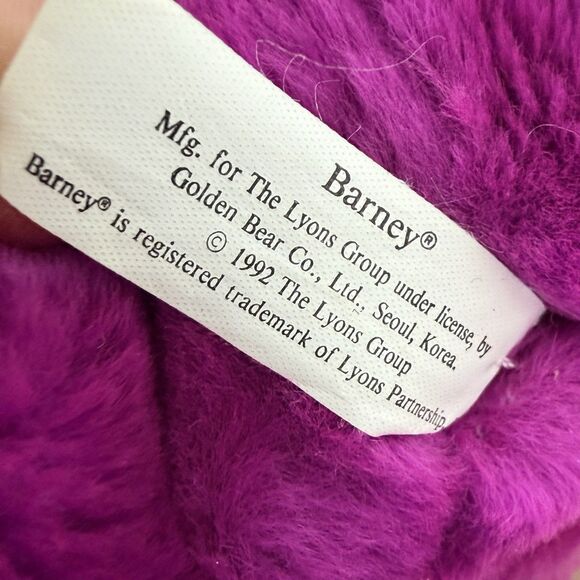 Barney®
Mfg. for The Lyons Group under license, by
Golden Bear Co., Ltd., Seoul, Korea.
© 1992 The Lyons Group
Barney® is registered trademark of Lyons Partnership.